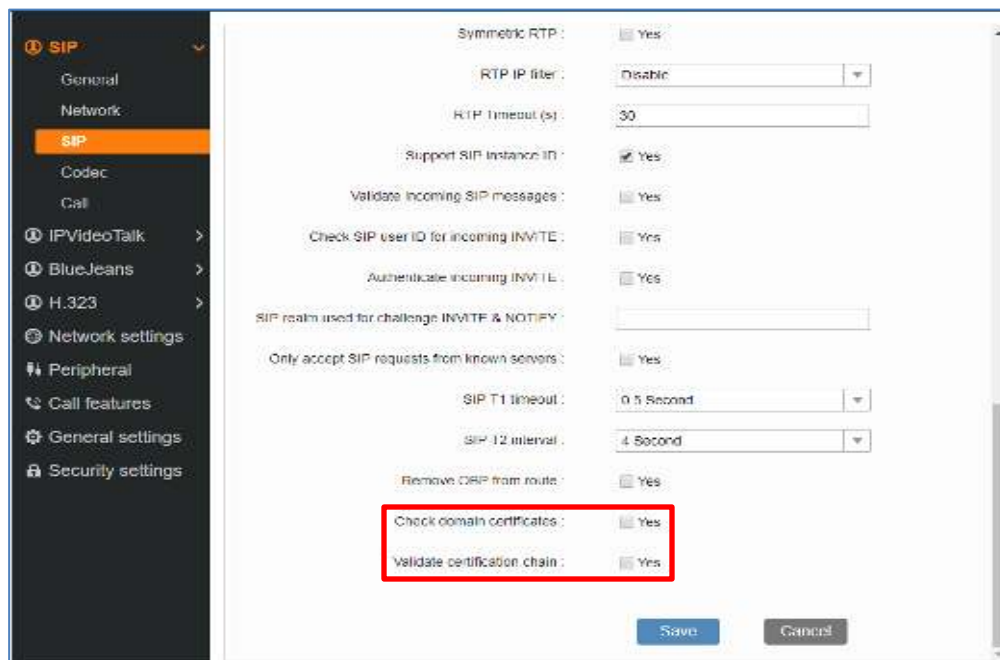 SIP
General
Network
SIP
Codec
Call
IPVideoTalk
BlueJeans
H.323
Network settings
Peripheral
Call features
General settings
Security settings
Symmetric RTP : Yes
RTP IP filter : Disable
RTP Timeout (s) : 30
Support SIP instance ID : Yes
Validate incoming SIP messages : Yes
Check SIP user ID for incoming INVITE : Yes
Authenticate incoming INVITE : Yes
SIP realm used for challenge INVITE & NOTIFY :
Only accept SIP requests from known servers : Yes
SIP T1 timeout : 0.5 Second
SIP T2 interval : 4 Second
Remove OBP from route : Yes
Check domain certificates : Yes
Validate certification chain : Yes
Save Cancel